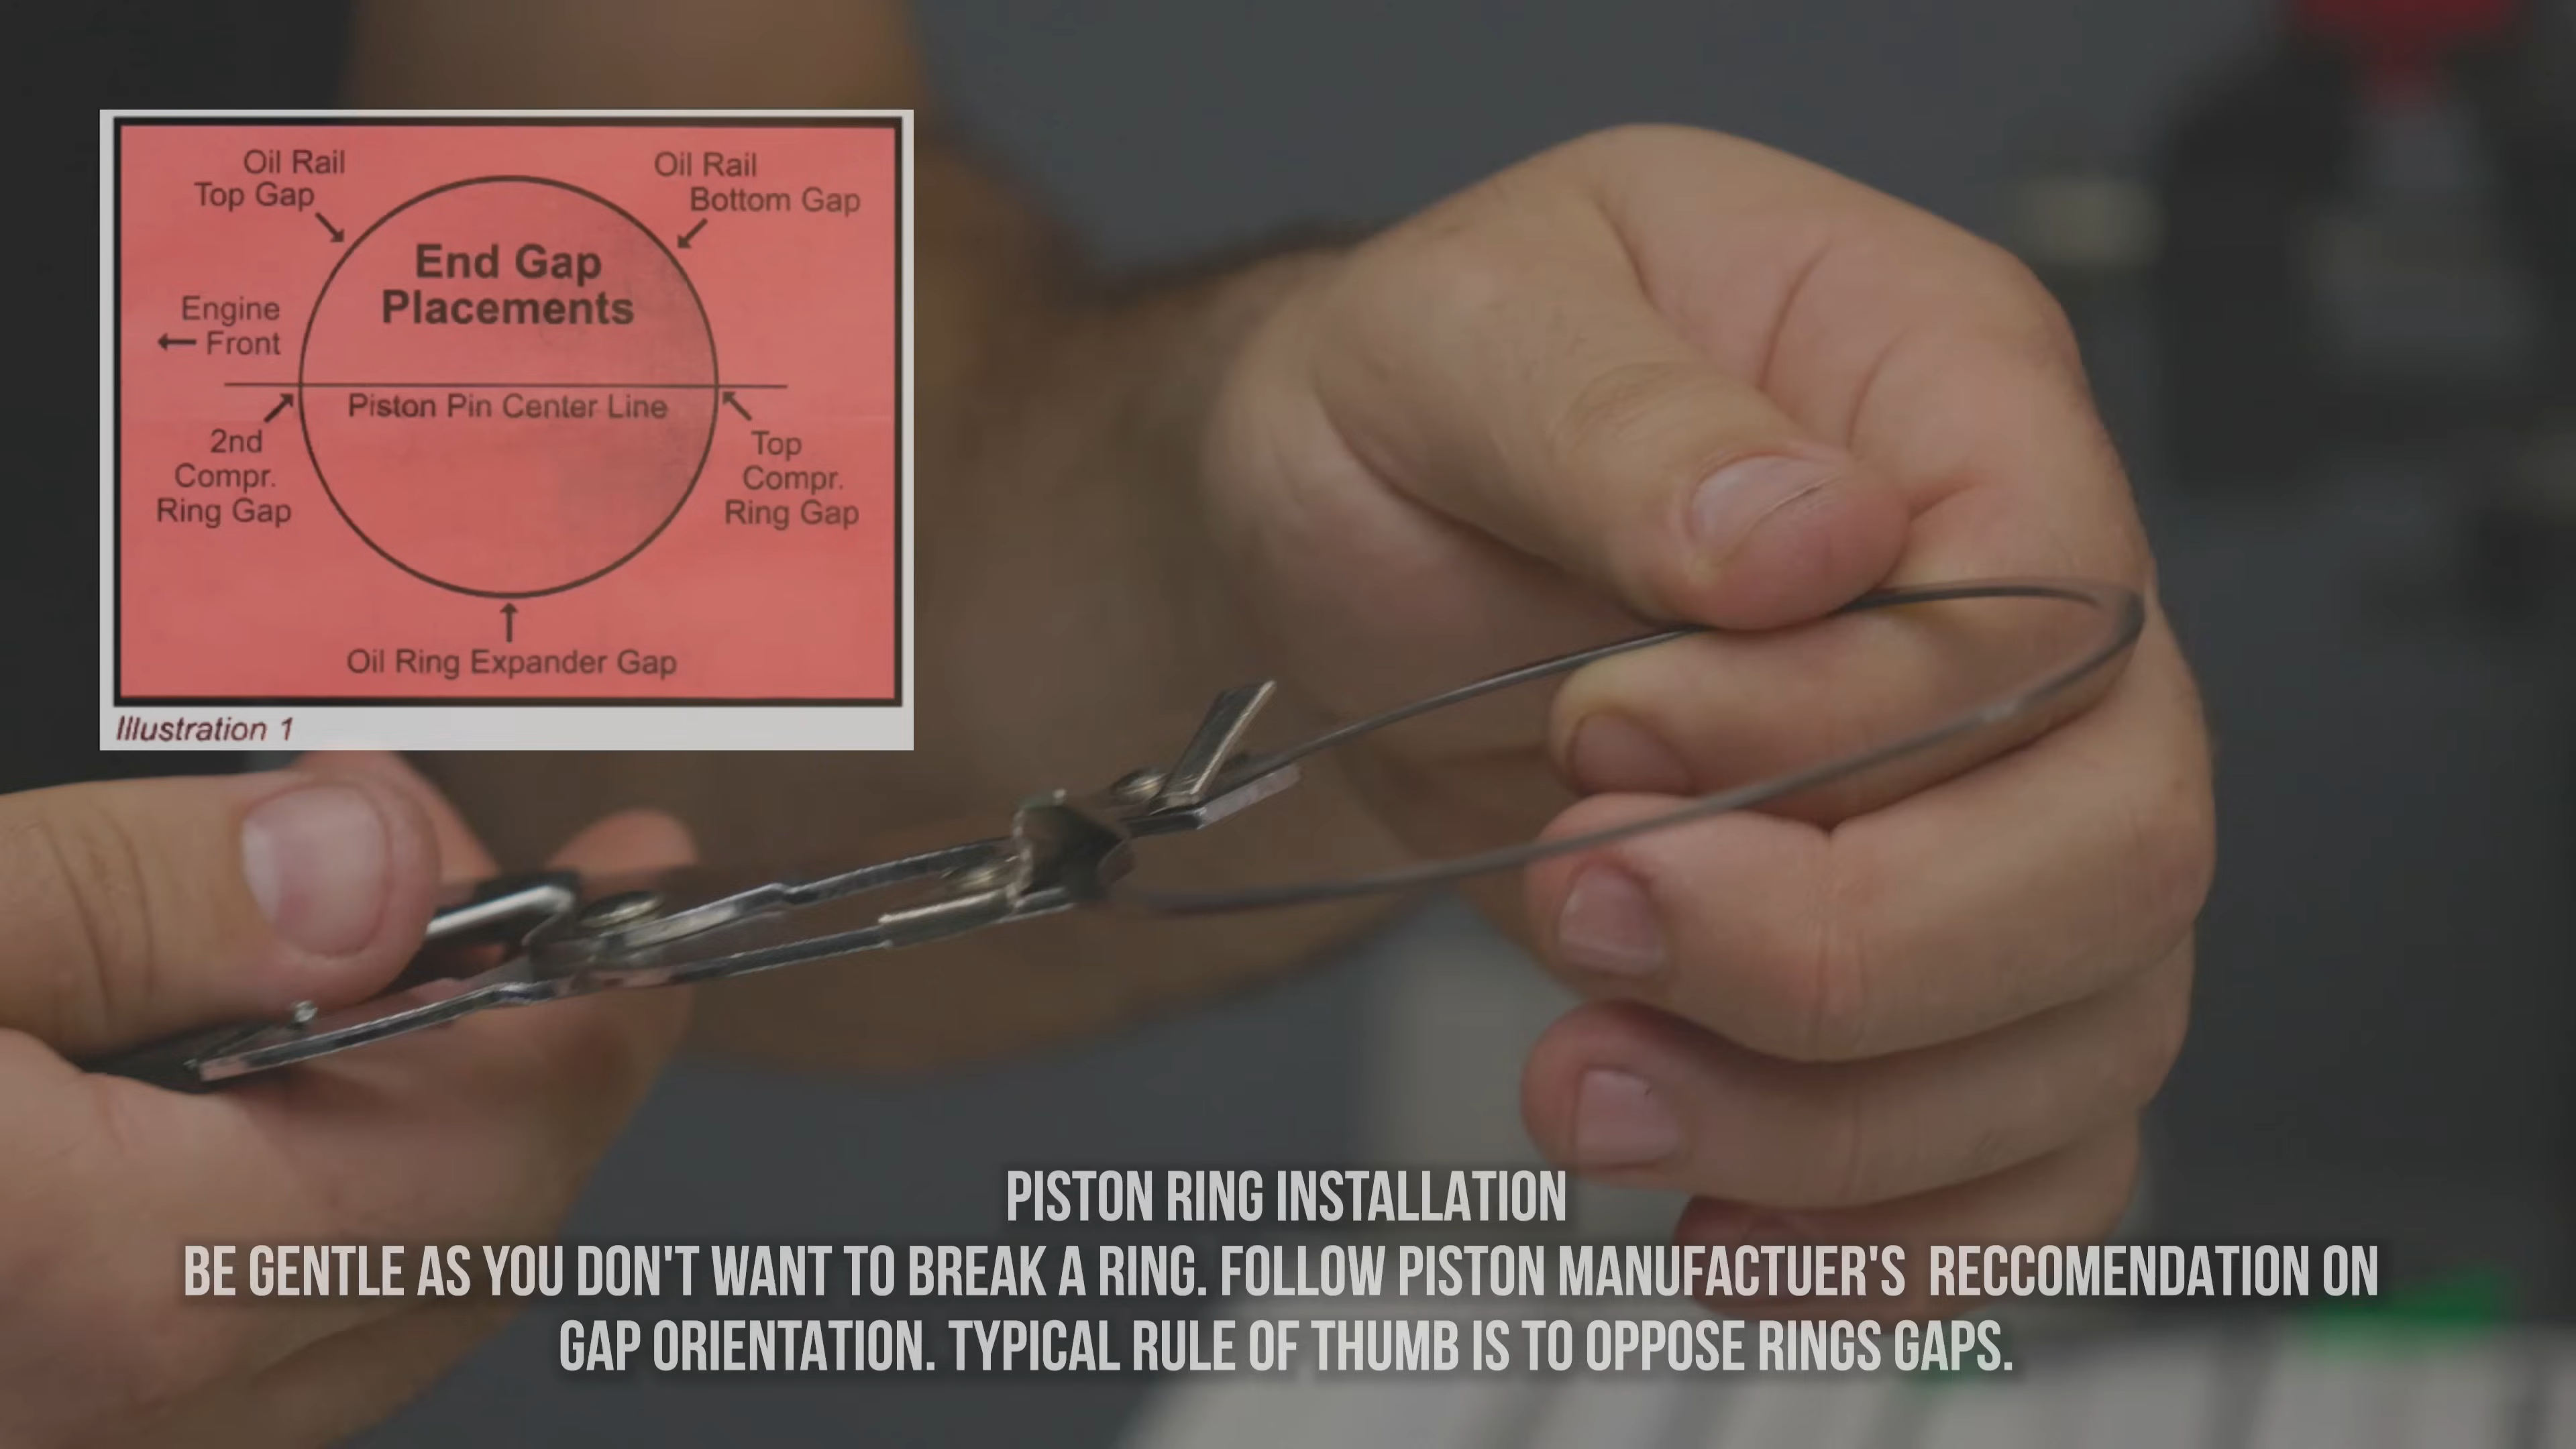 Oil Rail
Top Gap
Oil Rail
Bottom Gap
End Gap
Placements
Engine
Front
Piston Pin Center Line
2nd
Compr.
Ring Gap
Top
Compr.
Ring Gap
Oil Ring Expander Gap
Illustration 1
PISTON RING INSTALLATION
BE GENTLE AS YOU DON'T WANT TO BREAK A RING. FOLLOW PISTON MANUFACTUER'S RECCOMENDATION ON
GAP ORIENTATION. TYPICAL RULE OF THUMB IS TO OPPOSE RINGS GAPS.